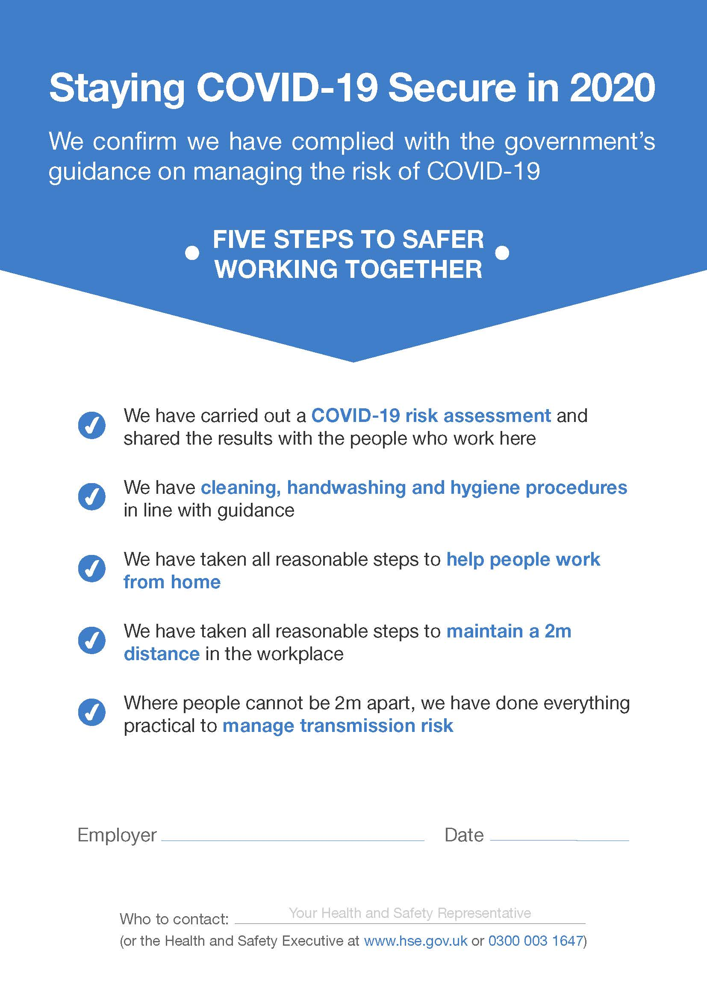 Staying COVID-19 Secure in 2020
We confirm we have complied with the government’s
guidance on managing the risk of COVID-19
FIVE STEPS TO SAFER
WORKING TOGETHER
We have carried out a COVID-19 risk assessment and
shared the results with the people who work here
We have cleaning, handwashing and hygiene procedures
in line with guidance
We have taken all reasonable steps to help people work
from home
We have taken all reasonable steps to maintain a 2m
distance in the workplace
Where people cannot be 2m apart, we have done everything
practical to manage transmission risk
Employer Date
Who to contact: Your Health and Safety Representative
(or the Health and Safety Executive at www.hse.gov.uk or 0300 003 1647)